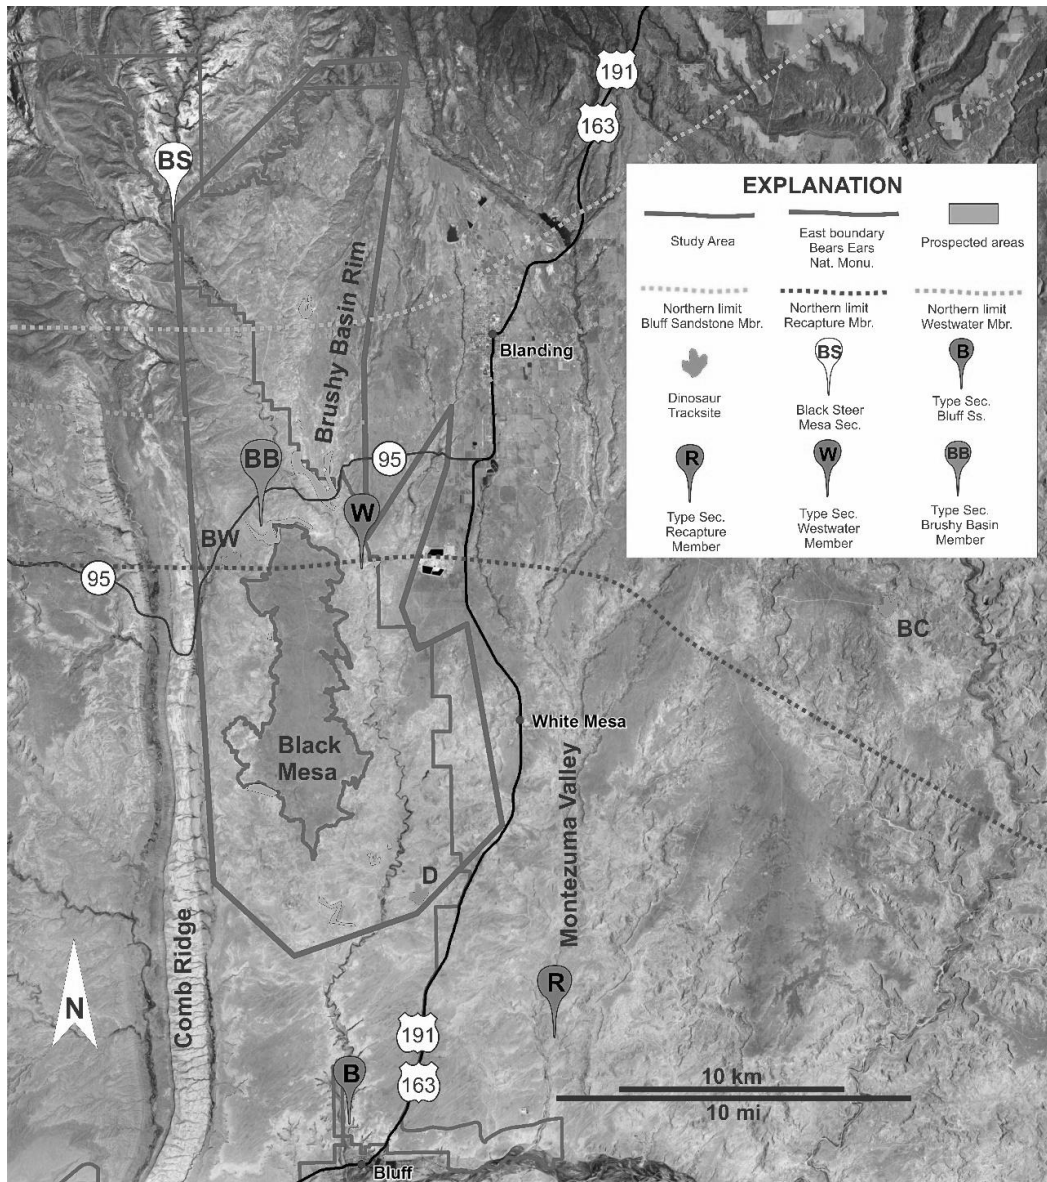 191
163
BS
EXPLANATION
Study Area
East boundary
Bears Ears
Nat. Monu.
Prospected areas
Northern limit
Bluff Sandstone Mbr.
Northern limit
Recapture Mbr.
Northern limit
Westwater Mbr.
Dinosaur
Tracksite
BS
Black Steer
Mesa Sec.
B
Type Sec.
Bluff Ss.
R
Type Sec.
Recapture
Member
W
Type Sec.
Westwater
Member
BB
Type Sec.
Brushy Basin
Member
Brushy Basin Rim
Blanding
95
BB
W
BW
95
BC
White Mesa
Black
Mesa
Montezuma Valley
D
Comb Ridge
N
R
191
163
B
10 km
10 mi
Bluff